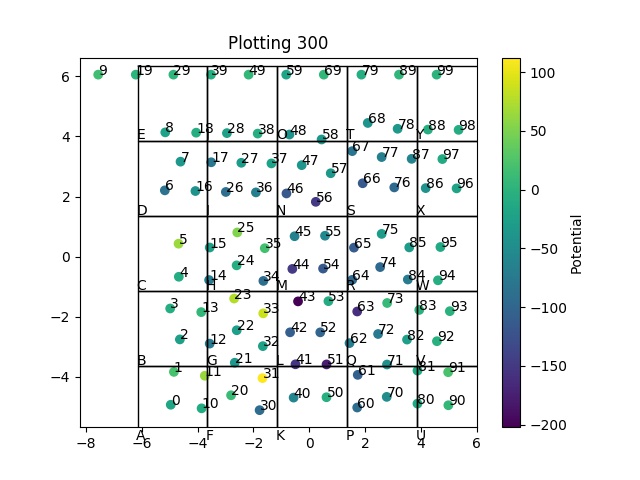 Plotting 300
9 19 29 39 49 59 69 79 89 99
8 18 28 38 48 58 68 78 88 98
E O T Y
7 17 27 37 47 57 67 77 87 97
6 16 26 36 46 56 66 76 86 96
D I N S X
5 15 25 35 45 55 65 75 85 95
4 14 24 34 44 54 64 74 84 94
C H M R W
3 13 23 33 43 53 63 73 83 93
2 12 22 32 42 52 62 72 82 92
B G L Q V
1 11 21 31 41 51 61 71 81 91
0 10 20 30 40 50 60 70 80 90
A F K P U
6
4
2
0
−2
−4
−8 −6 −4 −2 0 2 4 6
100
50
0
−50
−100
−150
−200
Potential